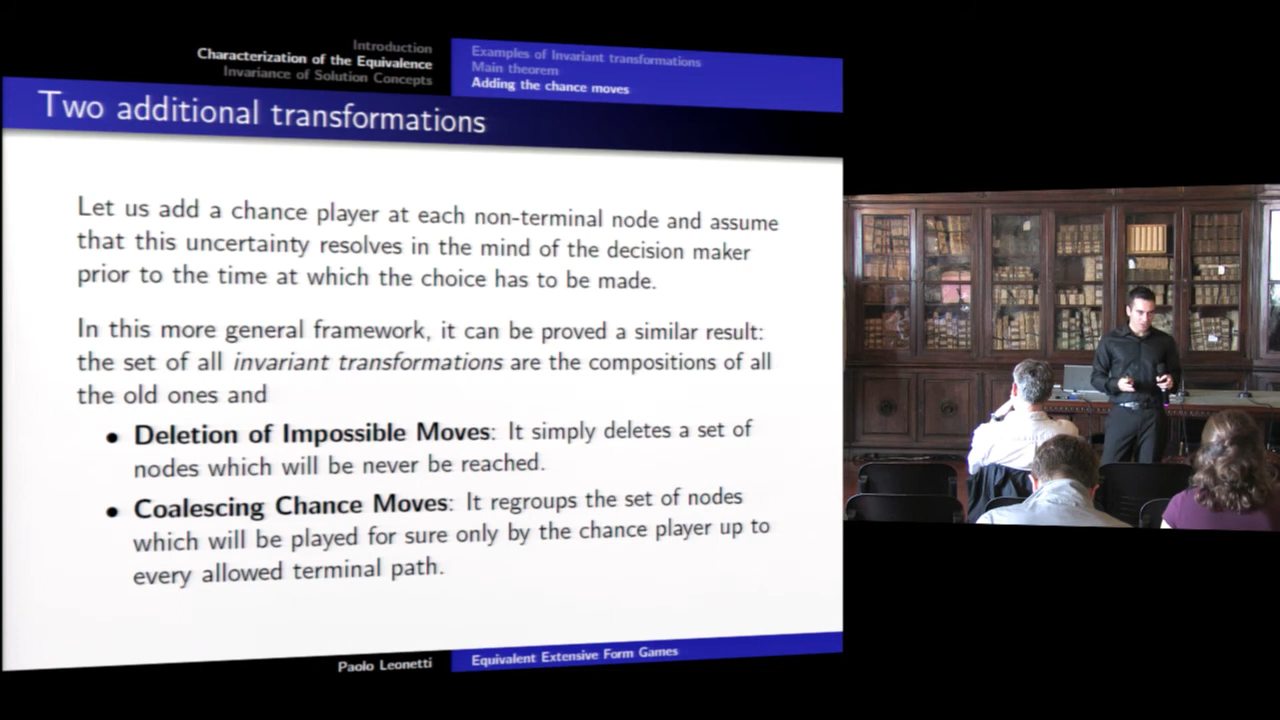 Introduction
Characterization of the Equivalence
Invariance of Solution Concepts
Examples of Invariant transformations
Main theorem
Adding the chance moves
Two additional transformations
Let us add a chance player at each non-terminal node and assume
that this uncertainty resolves in the mind of the decision maker
prior to the time at which the choice has to be made.
In this more general framework, it can be proved a similar result:
the set of all invariant transformations are the compositions of all
the old ones and
• Deletion of Impossible Moves: It simply deletes a set of
nodes which will be never be reached.
• Coalescing Chance Moves: It regroups the set of nodes
which will be played for sure only by the chance player up to
every allowed terminal path.
Paolo Leonetti
Equivalent Extensive Form Games